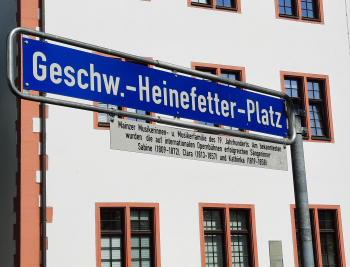 Geschw.-Heinefetter-Platz
Mainzer Musikerinnen- u. Musikerfamilie des 19. Jahrhunderts. Am bekanntesten
wurden die auf internationalen Opernbühnen erfolgreichen Sängerinnen
Sabine (1809-1872), Clara (1813-1857) und Kathinka (1819-1858)